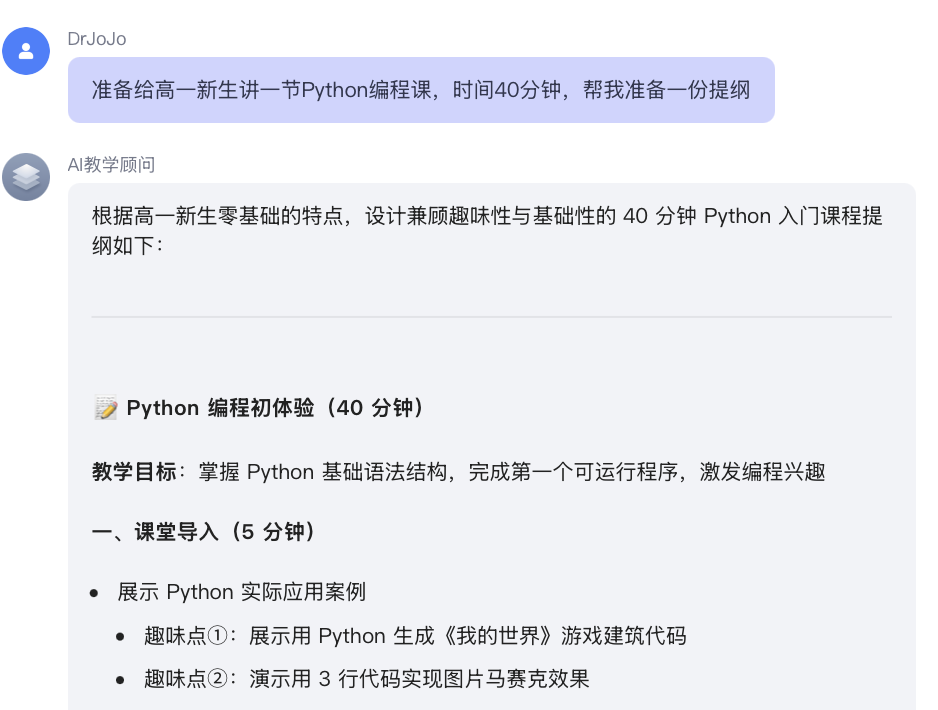 DrJoJo
准备给高一新生讲一节Python编程课，时间40分钟，帮我准备一份提纲
AI教学顾问
根据高一新生零基础的特点，设计兼顾趣味性与基础性的 40 分钟 Python 入门课程提
纲如下：
📝 Python 编程初体验（40 分钟）
教学目标：掌握 Python 基础语法结构，完成第一个可运行程序，激发编程兴趣
一、课堂导入（5 分钟）
• 展示 Python 实际应用案例
• 趣味点①：展示用 Python 生成《我的世界》游戏建筑代码
• 趣味点②：演示用 3 行代码实现图片马赛克效果